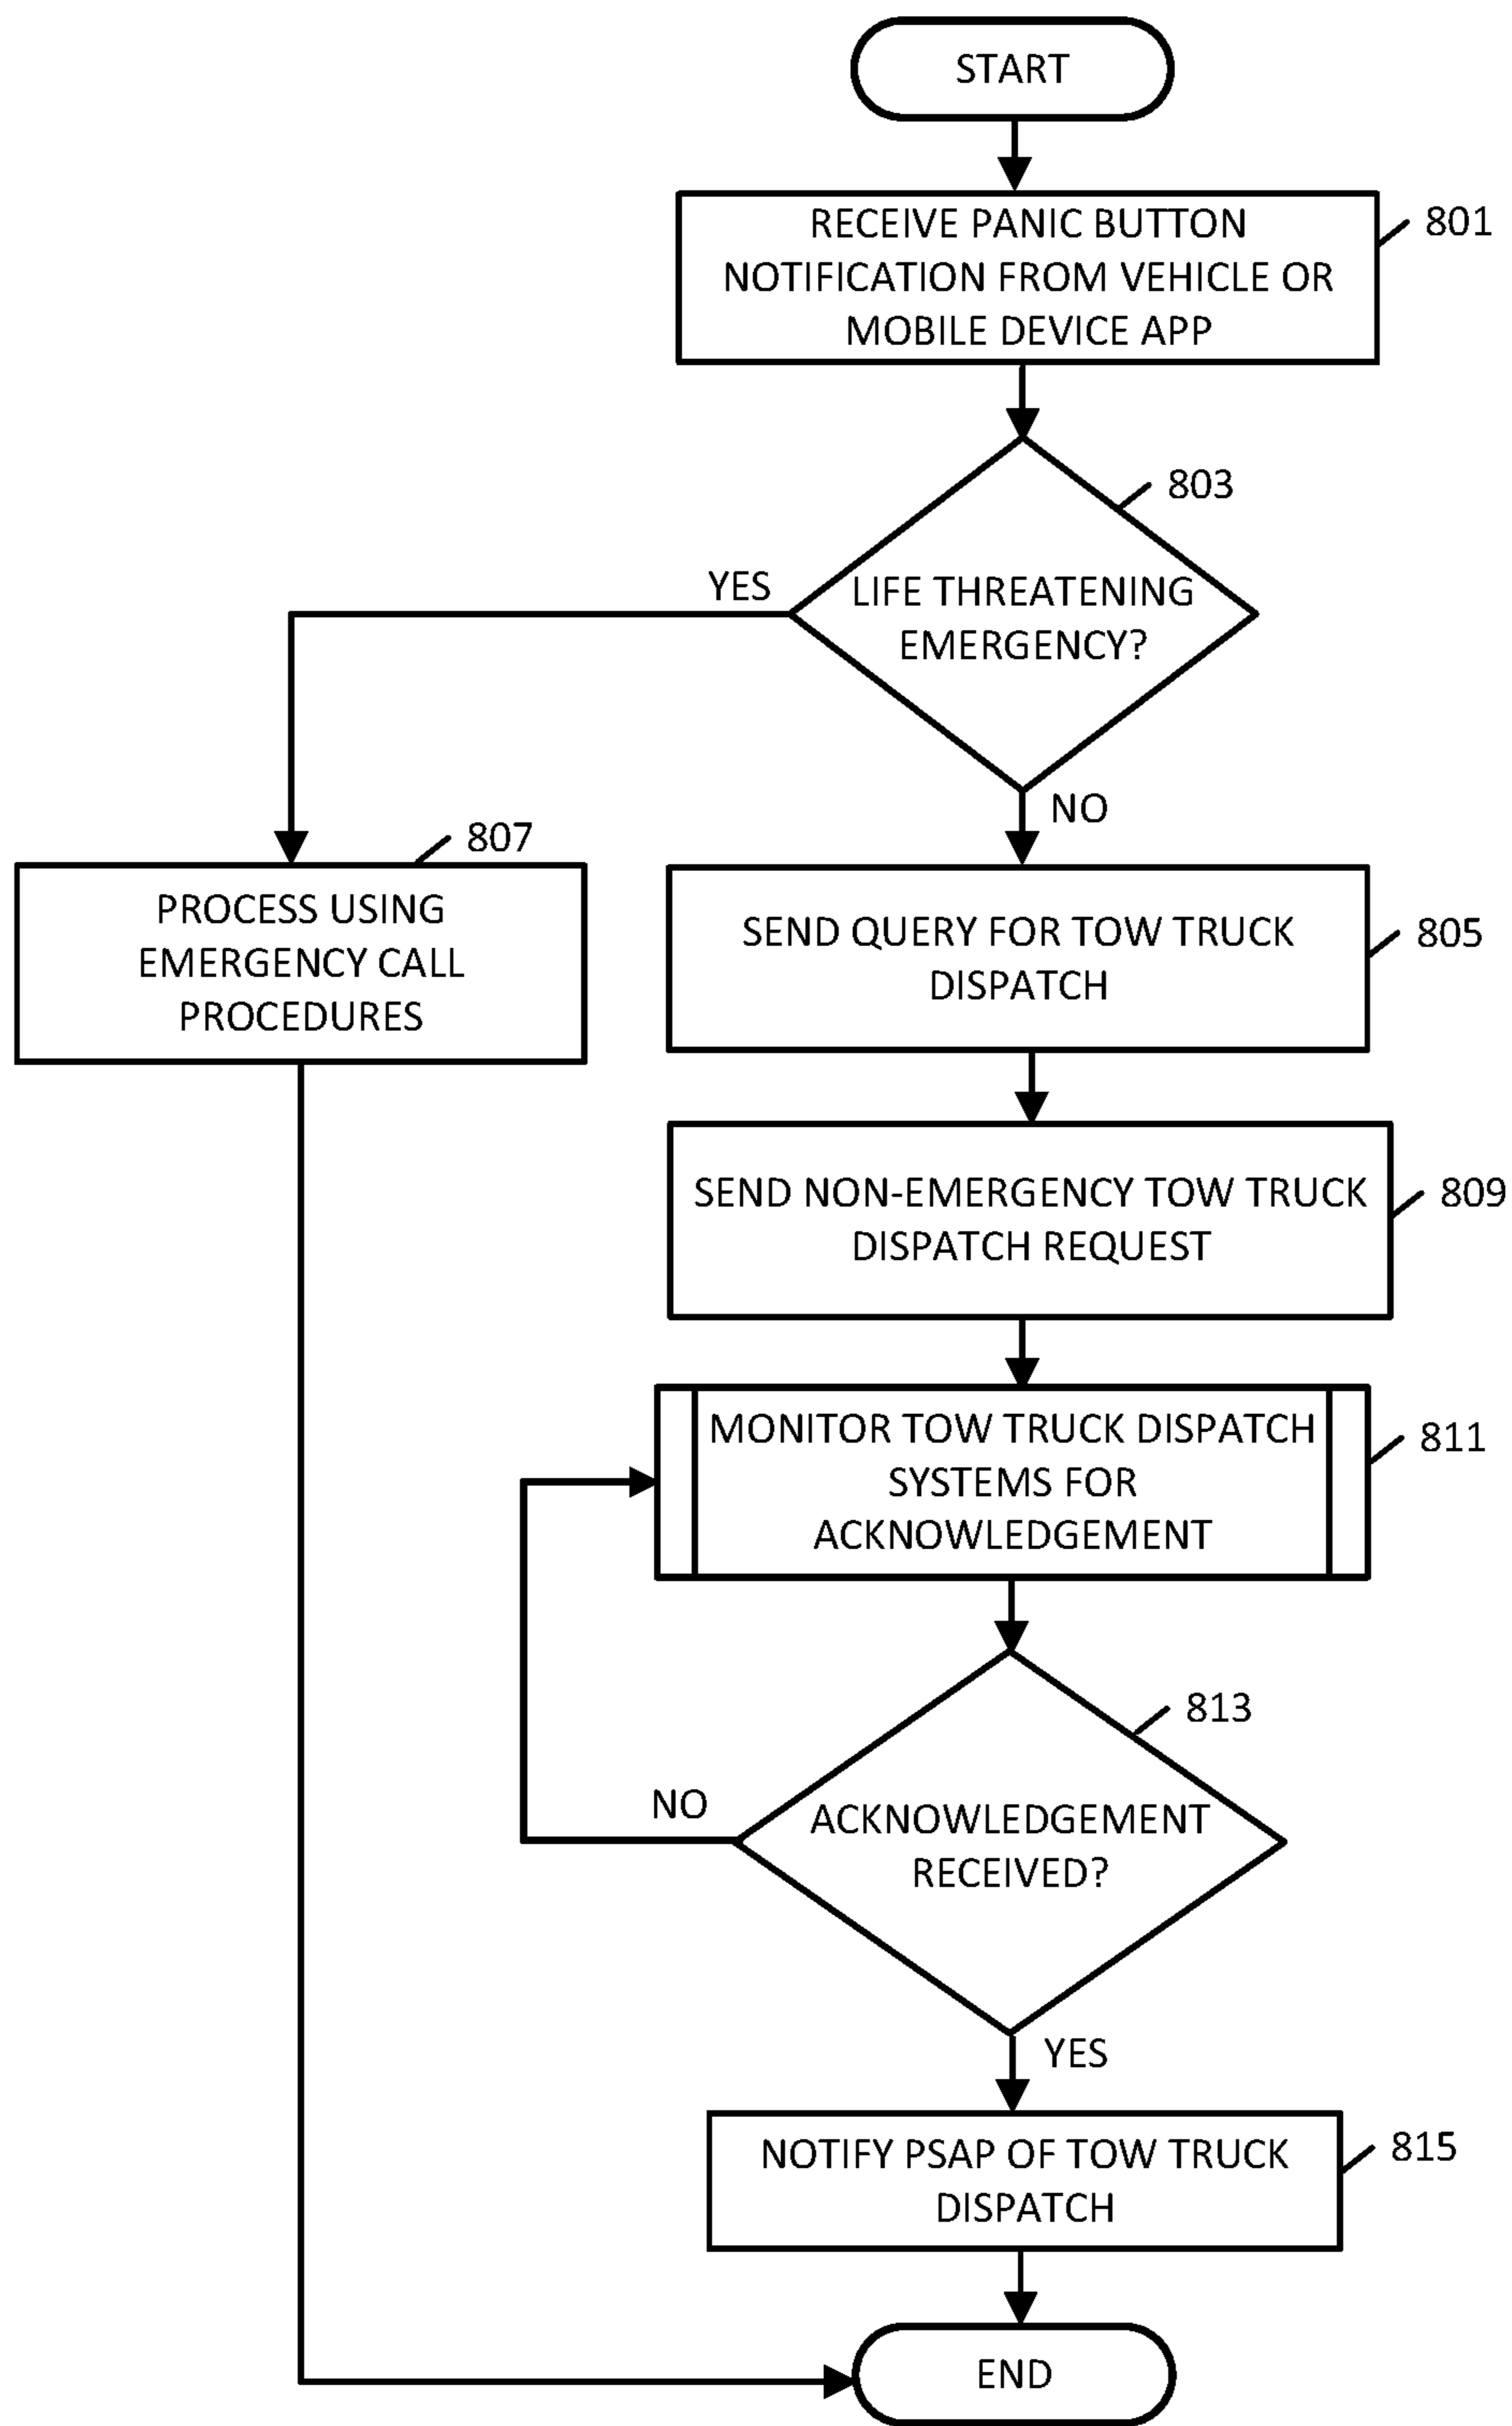 START
RECEIVE PANIC BUTTON
NOTIFICATION FROM VEHICLE OR
MOBILE DEVICE APP
801
803
LIFE THREATENING
EMERGENCY?
YES
NO
807
PROCESS USING
EMERGENCY CALL
PROCEDURES
SEND QUERY FOR TOW TRUCK
DISPATCH
805
SEND NON-EMERGENCY TOW TRUCK
DISPATCH REQUEST
809
MONITOR TOW TRUCK DISPATCH
SYSTEMS FOR
ACKNOWLEDGEMENT
811
813
ACKNOWLEDGEMENT
RECEIVED?
NO
YES
NOTIFY PSAP OF TOW TRUCK
DISPATCH
815
END